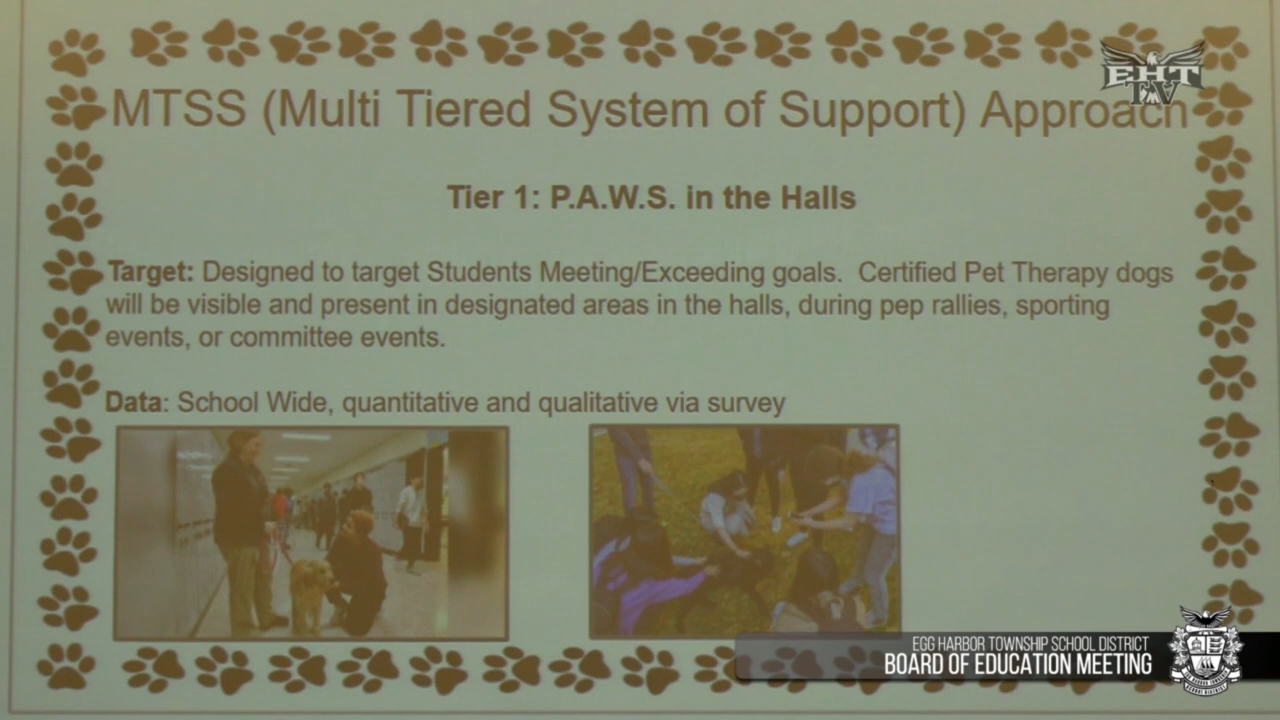 EHT
TV
MTSS (Multi Tiered System of Support) Approach
Tier 1: P.A.W.S. in the Halls
Target: Designed to target Students Meeting/Exceeding goals. Certified Pet Therapy dogs
will be visible and present in designated areas in the halls, during pep rallies, sporting
events, or committee events.
Data: School Wide, quantitative and qualitative via survey
EGG HARBOR TOWNSHIP SCHOOL DISTRICT
BOARD OF EDUCATION MEETING